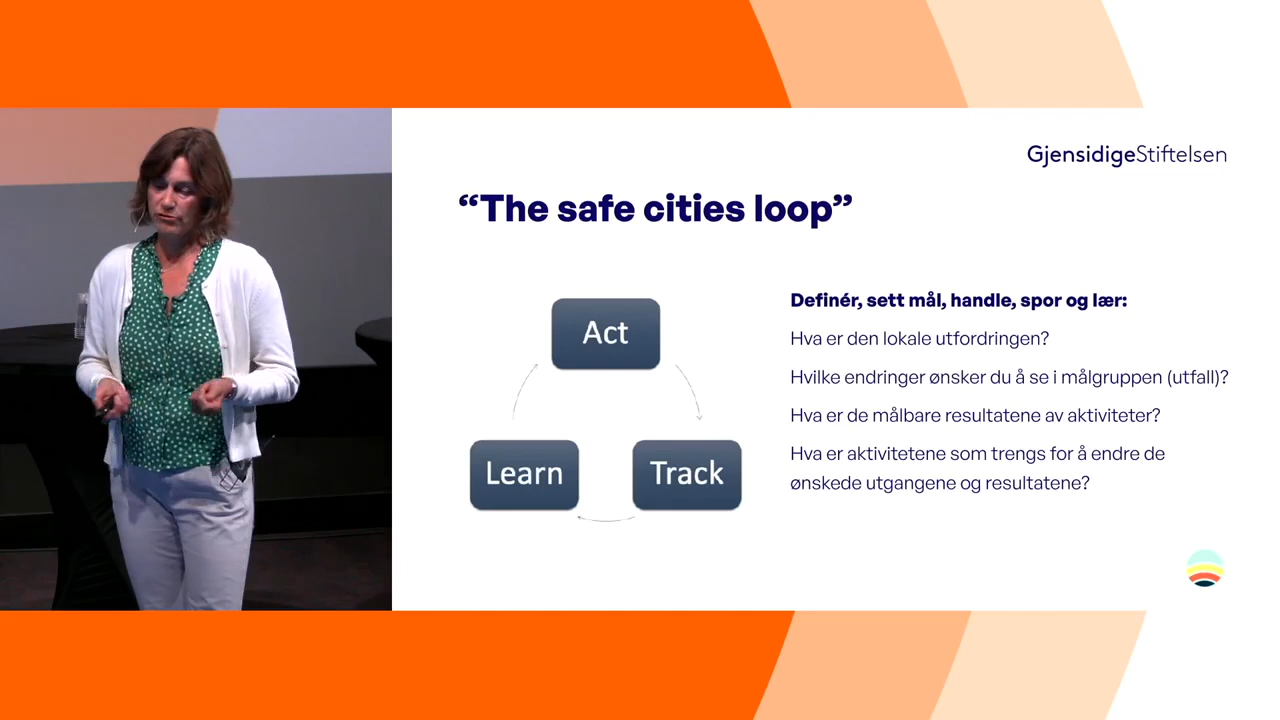 GjensidigeStiftelsen
“The safe cities loop”
Act
Learn
Track
Definér, sett mål, handle, spor og lær:
Hva er den lokale utfordringen?
Hvilke endringer ønsker du å se i målgruppen (utfall)?
Hva er de målbare resultatene av aktiviteter?
Hva er aktivitetene som trengs for å endre de
ønskede utgangene og resultatene?